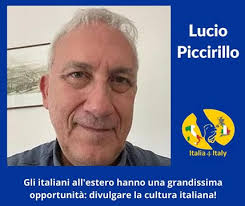 Lucio
Piccirillo
Italia 4 Italy
Gli italiani all'estero hanno una grandissima
opportunità: divulgare la cultura italiana!